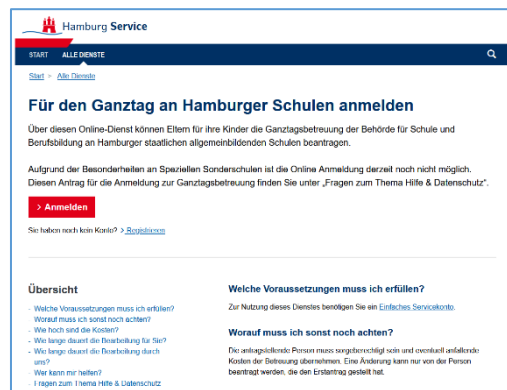 Hamburg Service
START ALLE DIENSTE
Start > Alle Dienste
Für den Ganztag an Hamburger Schulen anmelden
Über diesen Online-Dienst können Eltern für ihre Kinder die Ganztagsbetreuung der Behörde für Schule und
Berufsbildung an Hamburger staatlichen allgemeinbildenden Schulen beantragen.
Aufgrund der Besonderheiten an Speziellen Sonderschulen ist die Online Anmeldung derzeit noch nicht möglich.
Diesen Antrag für die Anmeldung zur Ganztagsbetreuung finden Sie unter „Fragen zum Thema Hilfe & Datenschutz".
> Anmelden
Sie haben noch kein Konto? > Registrieren
Übersicht
- Welche Voraussetzungen muss ich erfüllen?
Worauf muss ich sonst noch achten?
- Wie hoch sind die Kosten?
- Wie lange dauert die Bearbeitung für Sie?
- Wie lange dauert die Bearbeitung durch
uns?
- Wer kann mir helfen?
- Fragen zum Thema Hilfe & Datenschutz
Welche Voraussetzungen muss ich erfüllen?
Zur Nutzung dieses Dienstes benötigen Sie ein Einfaches Servicekonto.
Worauf muss ich sonst noch achten?
Die antragstellende Person muss sorgeberechtigt sein und eventuell anfallende
Kosten der Betreuung übernehmen. Eine Änderung kann nur von der Person
beantragt werden, die den Erstantrag gestellt hat.